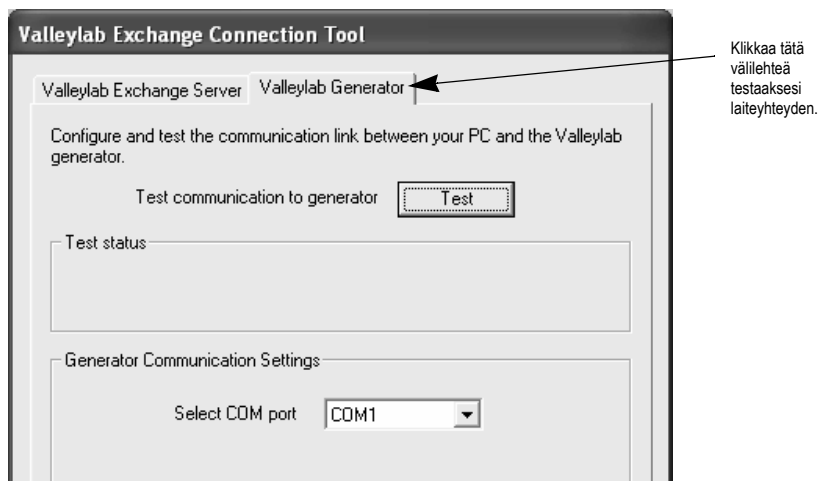 Valleylab Exchange Connection Tool
Klikkaa tätä
välilehteä
testaaksesi
laiteyhteyden.
Valleylab Exchange Server
Valleylab Generator
Configure and test the communication link between your PC and the Valleylab
generator.
Test communication to generator
Test
Test status
Generator Communication Settings
Select COM port
COM1